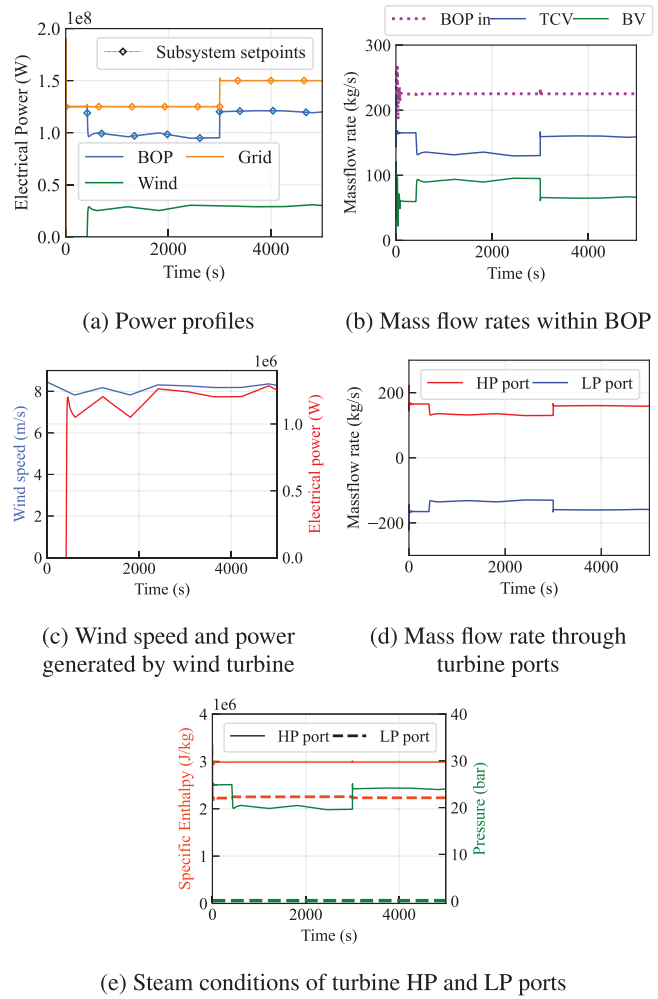 1e8
Electrical Power (W)
2.0
1.5
1.0
0.5
0.0
Subsystem setpoints
BOP
Grid
Wind
0
2000
4000
Time (s)
(a) Power profiles
BOP in
TCV
BV
Massflow rate (kg/s)
300
200
100
0
0
2000
4000
Time (s)
(b) Mass flow rates within BOP
1e6
Wind speed (m/s)
8
6
4
2
0
Electrical power (W)
1.0
0.5
0.0
0
2000
4000
Time (s)
(c) Wind speed and power
generated by wind turbine
Massflow rate (kg/s)
200
0
−200
HP port
LP port
0
2000
4000
Time (s)
(d) Mass flow rate through
turbine ports
1e6
Specific Enthalpy (J/kg)
4
3
2
1
0
HP port
LP port
Pressure (bar)
40
30
20
10
0
0
2000
4000
Time (s)
(e) Steam conditions of turbine HP and LP ports